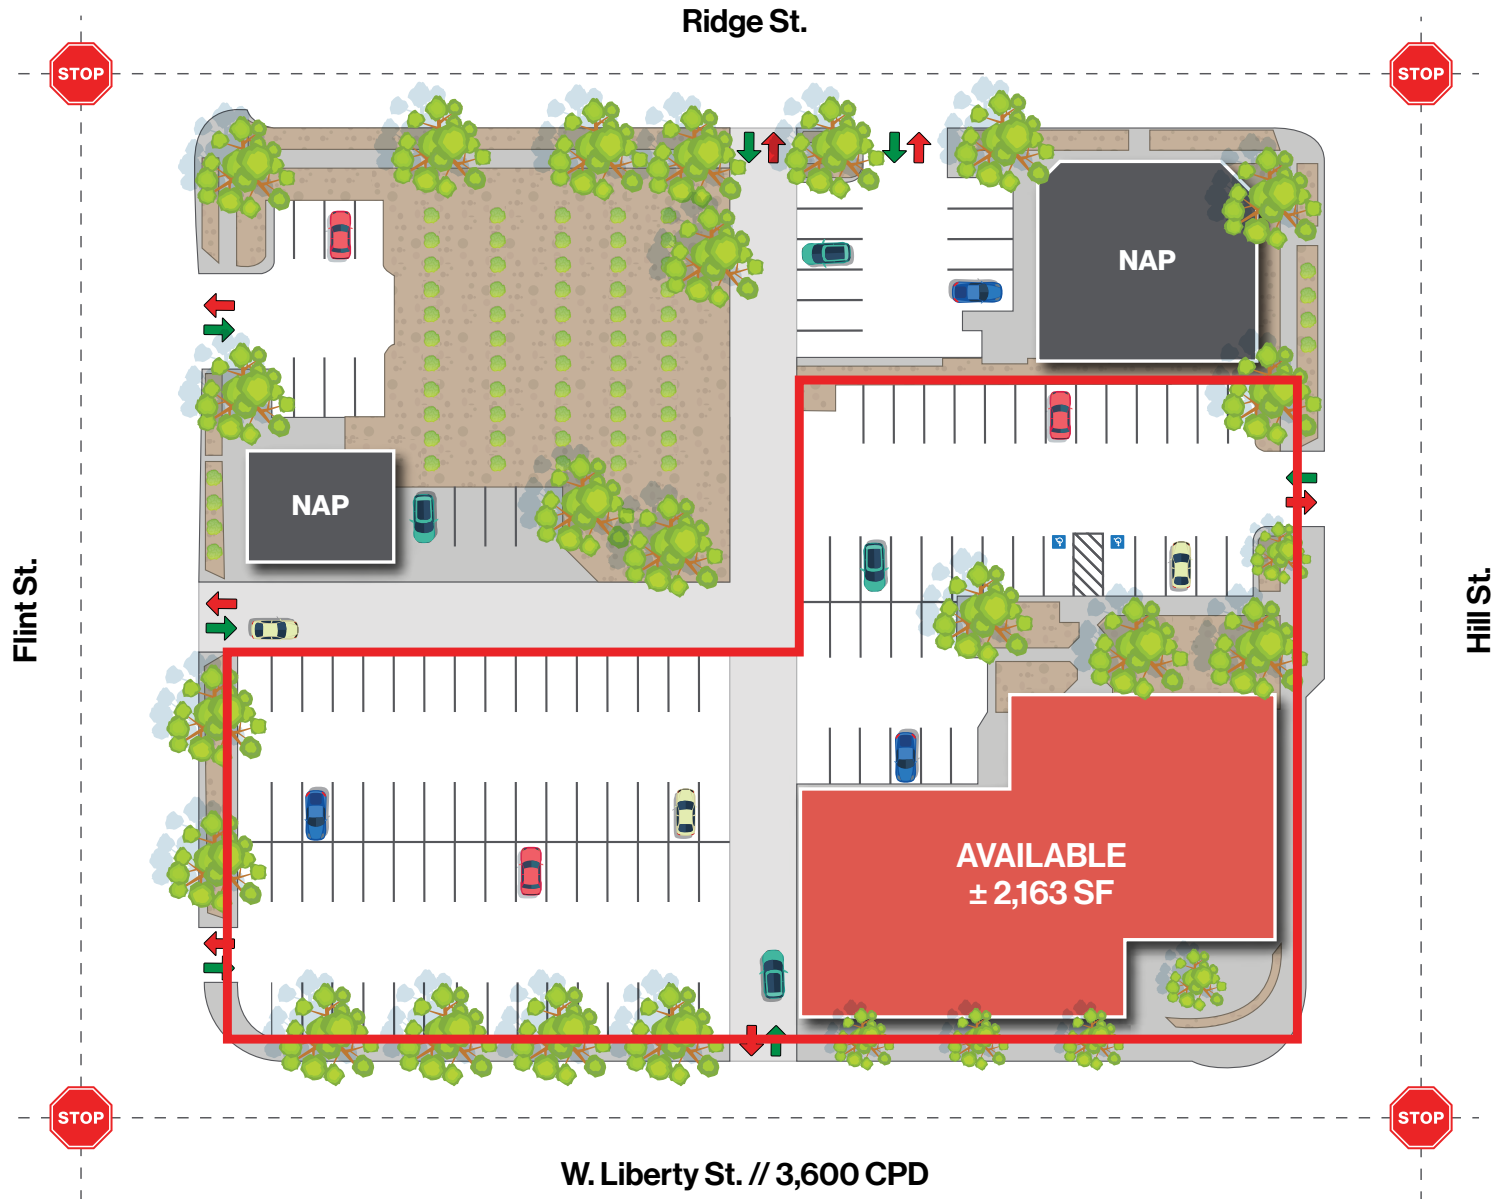 Ridge St.
STOP
STOP
NAP
NAP
Flint St.
Hill St.
AVAILABLE
± 2,163 SF
STOP
STOP
W. Liberty St. // 3,600 CPD